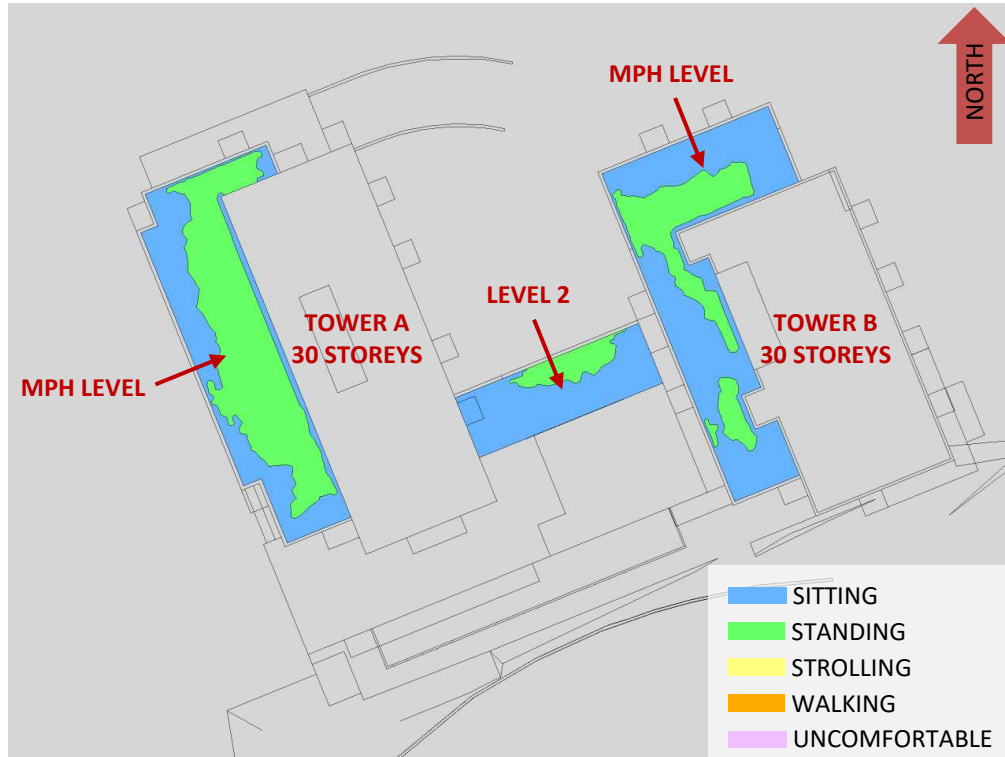 NORTH
MPH LEVEL
LEVEL 2
TOWER A
30 STOREYS
TOWER B
30 STOREYS
MPH LEVEL
SITTING
STANDING
STROLLING
WALKING
UNCOMFORTABLE